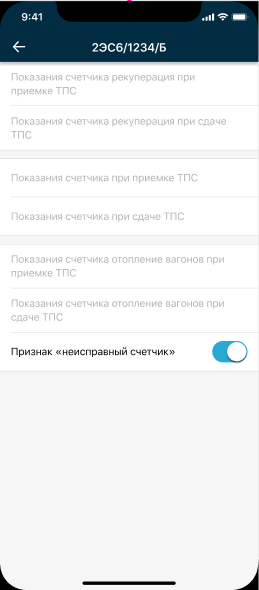 9:41
2ЭС6/1234/Б
Показания счетчика рекуперация при
приемке ТПС
Показания счетчика рекуперация при сдаче
ТПС
Показания счетчика при приемке ТПС
Показания счетчика при сдаче ТПС
Показания счетчика отопление вагонов при
приемке ТПС
Показания счетчика отопление вагонов при
сдаче ТПС
Признак «неисправный счетчик»